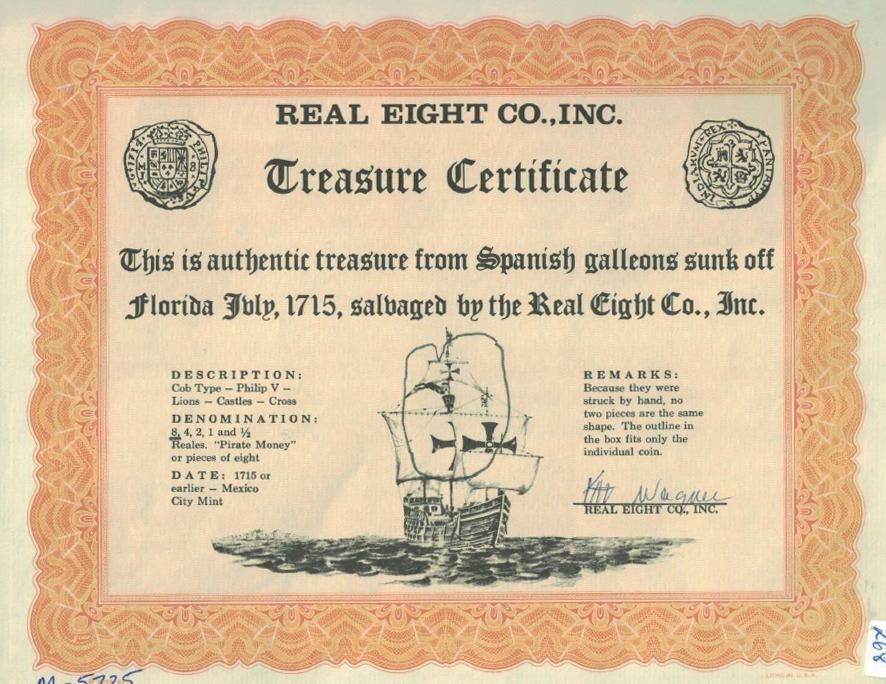 REAL EIGHT CO., INC.
Treasure Certificate
This is authentic treasure from Spanish galleons sunk off
Florida July, 1715, salvaged by the Real Eight Co., Inc.
DESCRIPTION:
Cob Type — Philip V —
Lions — Castles — Cross
DENOMINATION:
8, 4, 2, 1 and ½
Reales. "Pirate Money"
or pieces of eight
DATE: 1715 or
earlier — Mexico
City Mint
REMARKS:
Because they were
struck by hand, no
two pieces are the same
shape. The outline in
the box fits only the
individual coin.
Wagner
REAL EIGHT CO., INC.
M-5725
LITHO IN U.S.A.